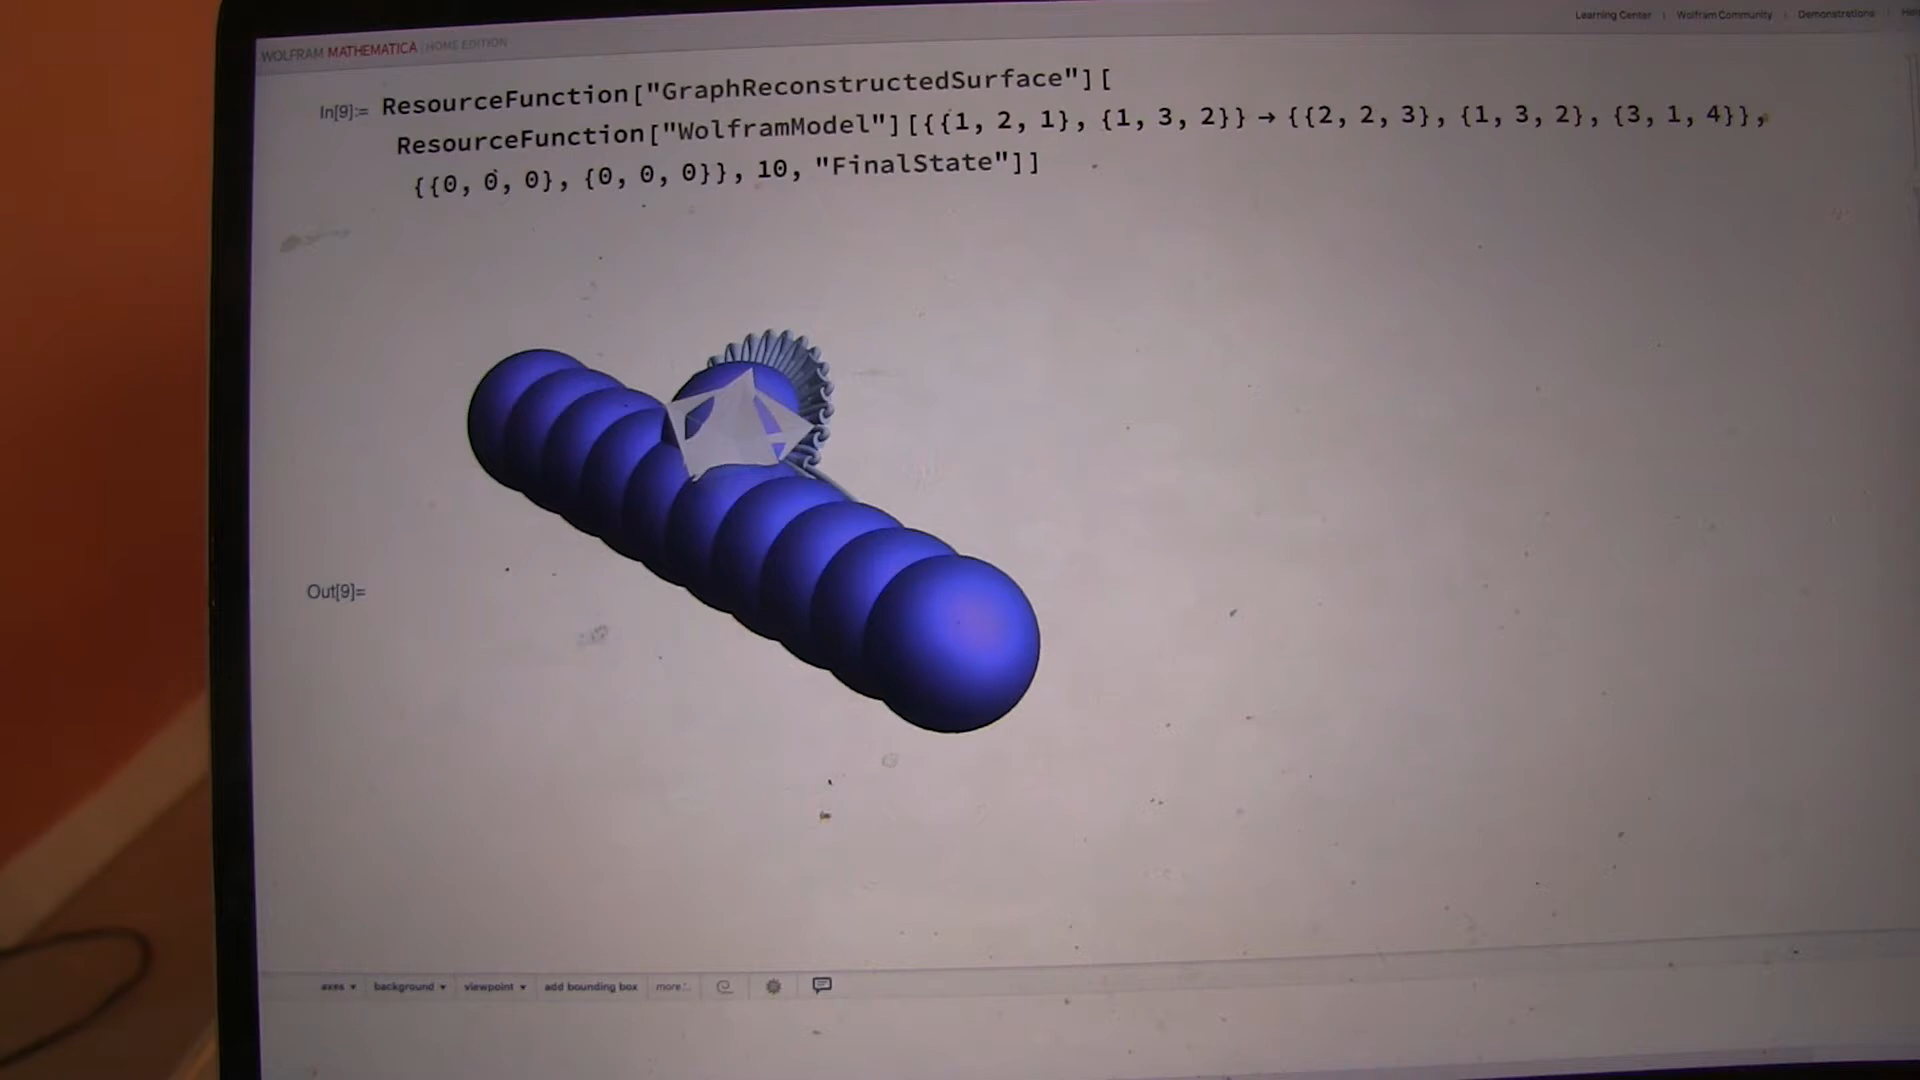 Learning Center | Wolfram Community | Demonstrations |
WOLFRAM MATHEMATICA | HOME EDITION
In[9]:= ResourceFunction["GraphReconstructedSurface"][
ResourceFunction["WolframModel"][{{1, 2, 1}, {1, 3, 2}} → {{2, 2, 3}, {1, 3, 2}, {3, 1, 4}},
{{0, 0, 0}, {0, 0, 0}}, 10, "FinalState"]]
Out[9]=
axes background viewpoint add bounding box more...